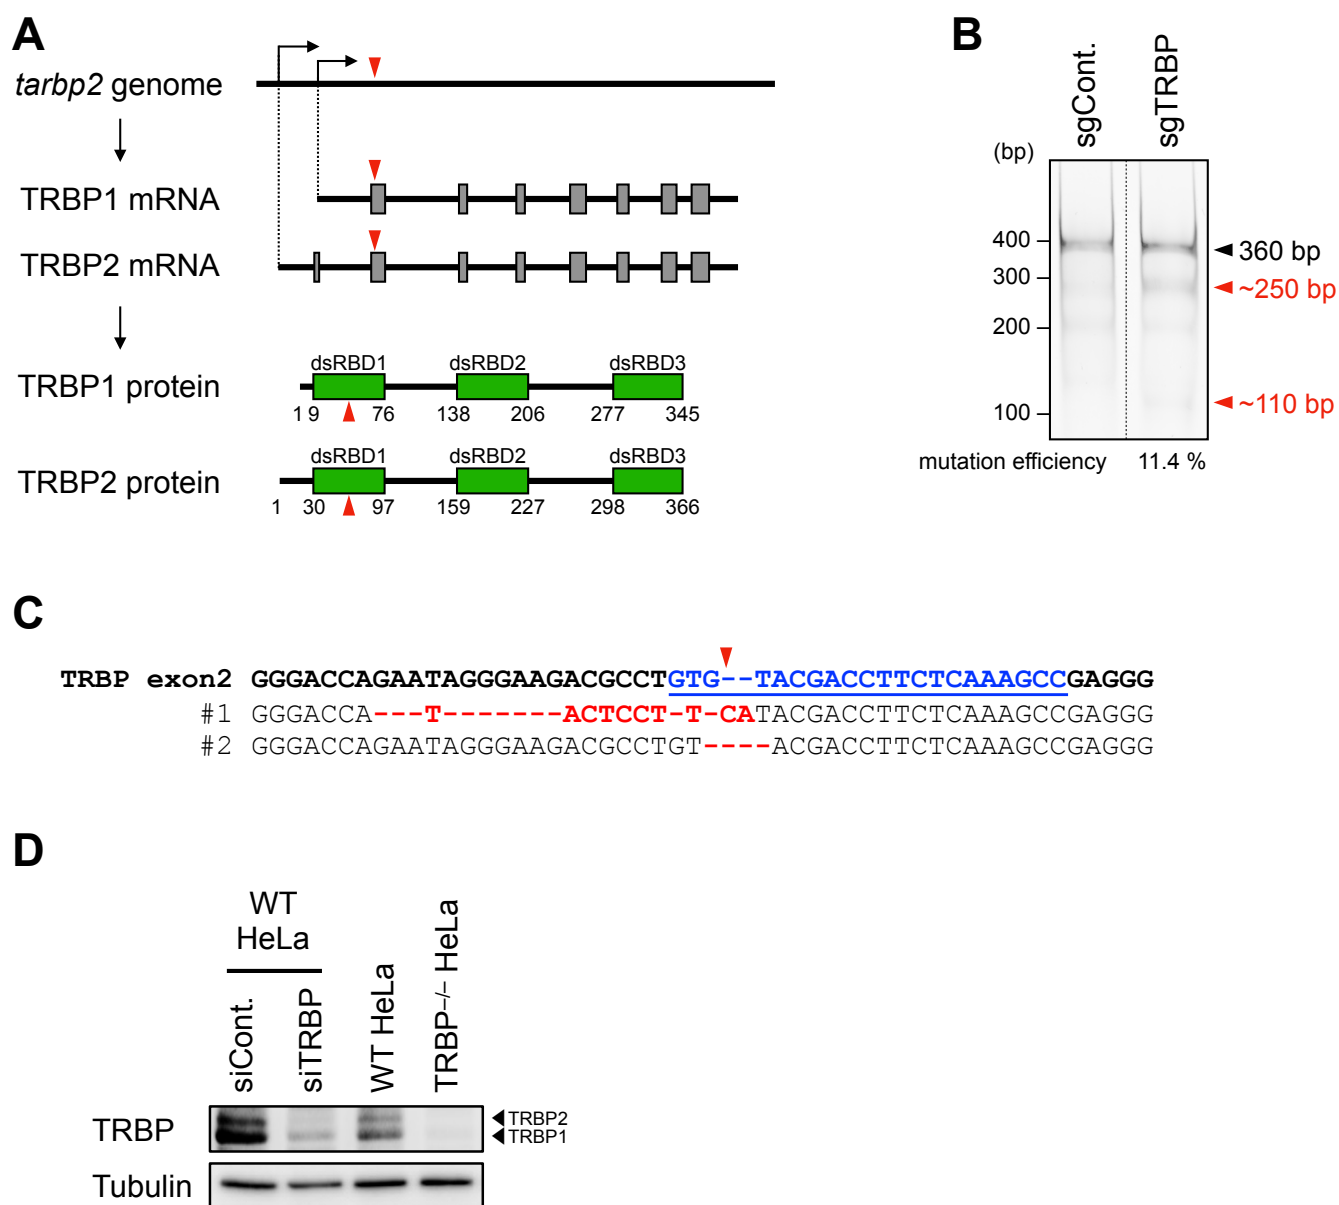 A
tarbp2 genome
TRBP1 mRNA
TRBP2 mRNA
dsRBD1 dsRBD2 dsRBD3
TRBP1 protein
1 9 76 138 206 277 345
dsRBD1 dsRBD2 dsRBD3
TRBP2 protein
1 30 97 159 227 298 366
B
sgCont.
sgTRBP
(bp)
400
300
200
100
360 bp
~250 bp
~110 bp
mutation efficiency 11.4 %
C
TRBP exon2 GGGACCAGAATAGGGAAGACGCCTGTG--TACGACCTTCTCAAAGCCGAGGG
#1 GGGACCA---T-------ACTCCT-T-CATACGACCTTCTCAAAGCCGAGGG
#2 GGGACCAGAATAGGGAAGACGCCTGT----ACGACCTTCTCAAAGCCGAGGG
D
WT
HeLa
siCont.
siTRBP
WT HeLa
TRBP–/– HeLa
TRBP
TRBP2
TRBP1
Tubulin